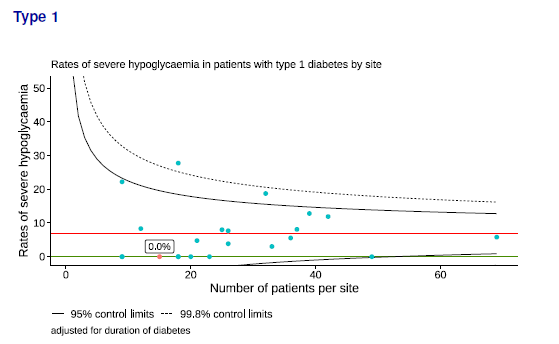 Type 1
Rates of severe hypoglycaemia in patients with type 1 diabetes by site
Rates of severe hypoglycaemia
50
40
30
20
10
0
0.0%
0 20 40 60
Number of patients per site
95% control limits 99.8% control limits
adjusted for duration of diabetes